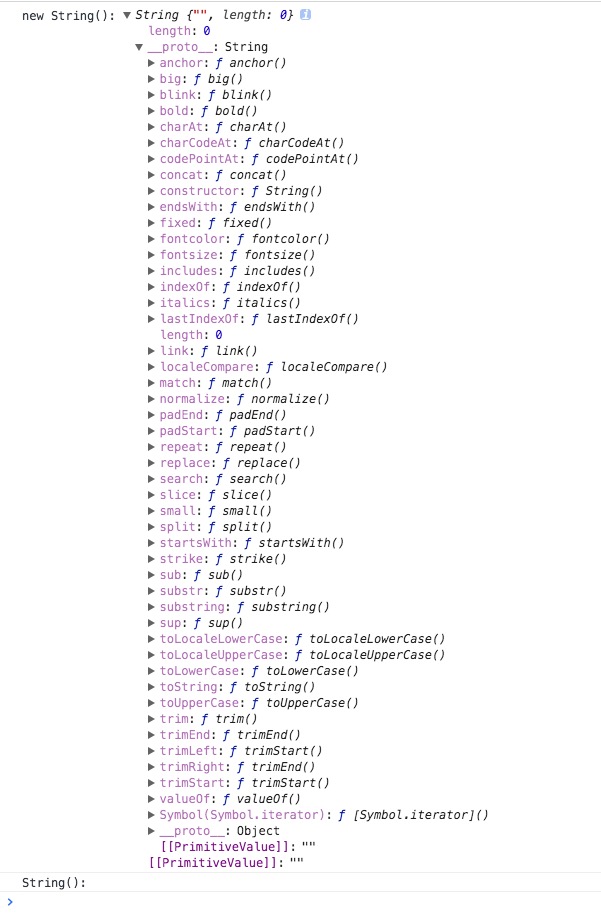 new String(): ▼String {"", length: 0} i
length: 0
▼__proto__: String
▶anchor: ƒ anchor()
▶big: ƒ big()
▶blink: ƒ blink()
▶bold: ƒ bold()
▶charAt: ƒ charAt()
▶charCodeAt: ƒ charCodeAt()
▶codePointAt: ƒ codePointAt()
▶concat: ƒ concat()
▶constructor: ƒ String()
▶endsWith: ƒ endsWith()
▶fixed: ƒ fixed()
▶fontcolor: ƒ fontcolor()
▶fontsize: ƒ fontsize()
▶includes: ƒ includes()
▶indexOf: ƒ indexOf()
▶italics: ƒ italics()
▶lastIndexOf: ƒ lastIndexOf()
length: 0
▶link: ƒ link()
▶localeCompare: ƒ localeCompare()
▶match: ƒ match()
▶normalize: ƒ normalize()
▶padEnd: ƒ padEnd()
▶padStart: ƒ padStart()
▶repeat: ƒ repeat()
▶replace: ƒ replace()
▶search: ƒ search()
▶slice: ƒ slice()
▶small: ƒ small()
▶split: ƒ split()
▶startsWith: ƒ startsWith()
▶strike: ƒ strike()
▶sub: ƒ sub()
▶substr: ƒ substr()
▶substring: ƒ substring()
▶sup: ƒ sup()
▶toLocaleLowerCase: ƒ toLocaleLowerCase()
▶toLocaleUpperCase: ƒ toLocaleUpperCase()
▶toLowerCase: ƒ toLowerCase()
▶toString: ƒ toString()
▶toUpperCase: ƒ toUpperCase()
▶trim: ƒ trim()
▶trimEnd: ƒ trimEnd()
▶trimLeft: ƒ trimStart()
▶trimRight: ƒ trimEnd()
▶trimStart: ƒ trimStart()
▶valueOf: ƒ valueOf()
▶Symbol(Symbol.iterator): ƒ [Symbol.iterator]()
▶__proto__: Object
[[PrimitiveValue]]: ""
[[PrimitiveValue]]: ""
String():
>